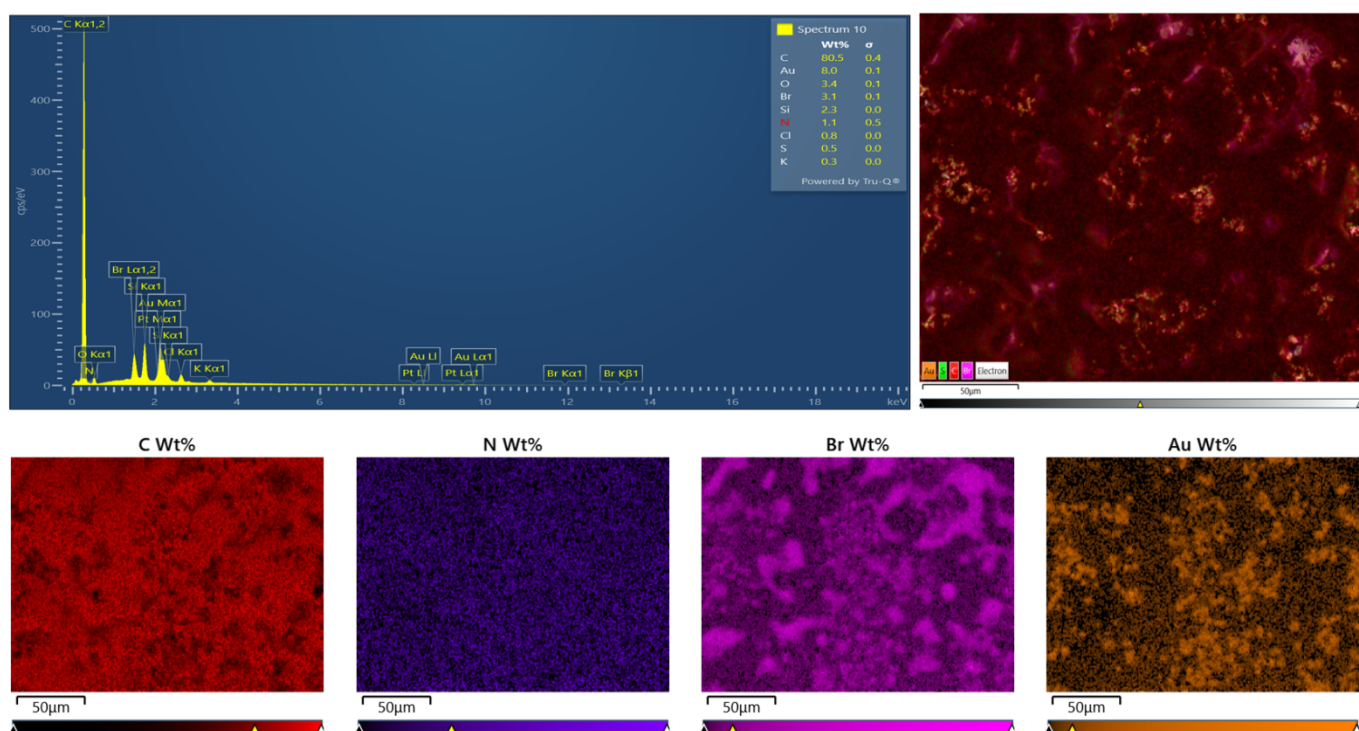 C Kα1,2
500
400
300
200
100
0
cps/eV
Br Lα1,2
Si Kα1
Au Mα1
Pt Mα1
S Kα1
Cl Kα1
O Kα1
N
K Kα1
Au Ll
Au Lα1
Pt Ll
Pt Lα1
Br Kα1
Br Kβ1
0 2 4 6 8 10 12 14 16 18 keV
Spectrum 10
Wt% σ
C 80.5 0.4
Au 8.0 0.1
O 3.4 0.1
Br 3.1 0.1
Si 2.3 0.0
N 1.1 0.5
Cl 0.8 0.0
S 0.5 0.0
K 0.3 0.0
Powered by Tru-Q®
Au S C Br Electron
50µm
C Wt% N Wt% Br Wt% Au Wt%
50µm 50µm 50µm 50µm